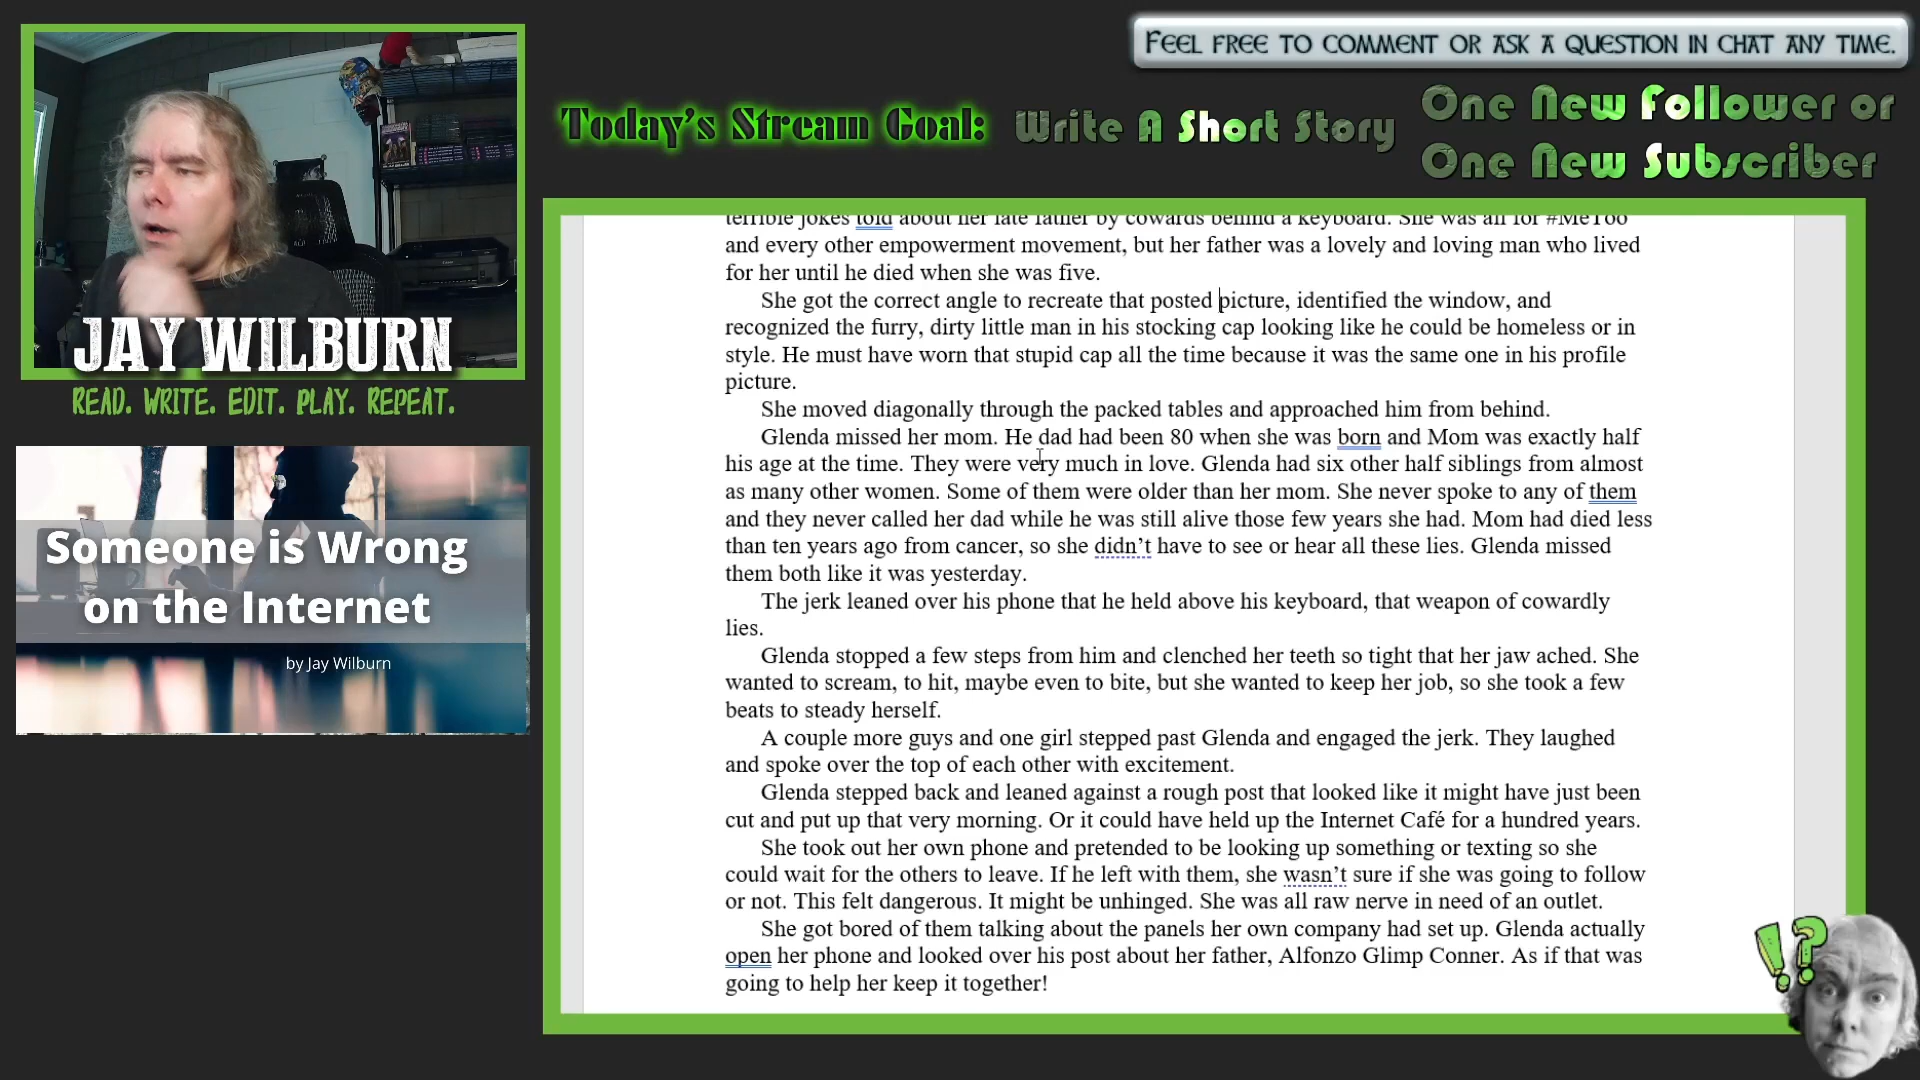 FEEL FREE TO COMMENT OR ASK A QUESTION IN CHAT ANY TIME.
Today's Stream Goal:
Write A Short Story
One New Follower or
One New Subscriber
JAY WILBURN
READ. WRITE. EDIT. PLAY. REPEAT.
Someone is Wrong
on the Internet
by Jay Wilburn
terrible jokes told about her late father by cowards behind a keyboard. She was all for #MeToo
and every other empowerment movement, but her father was a lovely and loving man who lived
for her until he died when she was five.
She got the correct angle to recreate that posted picture, identified the window, and
recognized the furry, dirty little man in his stocking cap looking like he could be homeless or in
style. He must have worn that stupid cap all the time because it was the same one in his profile
picture.
She moved diagonally through the packed tables and approached him from behind.
Glenda missed her mom. He dad had been 80 when she was born and Mom was exactly half
his age at the time. They were very much in love. Glenda had six other half siblings from almost
as many other women. Some of them were older than her mom. She never spoke to any of them
and they never called her dad while he was still alive those few years she had. Mom had died less
than ten years ago from cancer, so she didn’t have to see or hear all these lies. Glenda missed
them both like it was yesterday.
The jerk leaned over his phone that he held above his keyboard, that weapon of cowardly
lies.
Glenda stopped a few steps from him and clenched her teeth so tight that her jaw ached. She
wanted to scream, to hit, maybe even to bite, but she wanted to keep her job, so she took a few
beats to steady herself.
A couple more guys and one girl stepped past Glenda and engaged the jerk. They laughed
and spoke over the top of each other with excitement.
Glenda stepped back and leaned against a rough post that looked like it might have just been
cut and put up that very morning. Or it could have held up the Internet Café for a hundred years.
She took out her own phone and pretended to be looking up something or texting so she
could wait for the others to leave. If he left with them, she wasn’t sure if she was going to follow
or not. This felt dangerous. It might be unhinged. She was all raw nerve in need of an outlet.
She got bored of them talking about the panels her own company had set up. Glenda actually
open her phone and looked over his post about her father, Alfonzo Glimp Conner. As if that was
going to help her keep it together!
!?